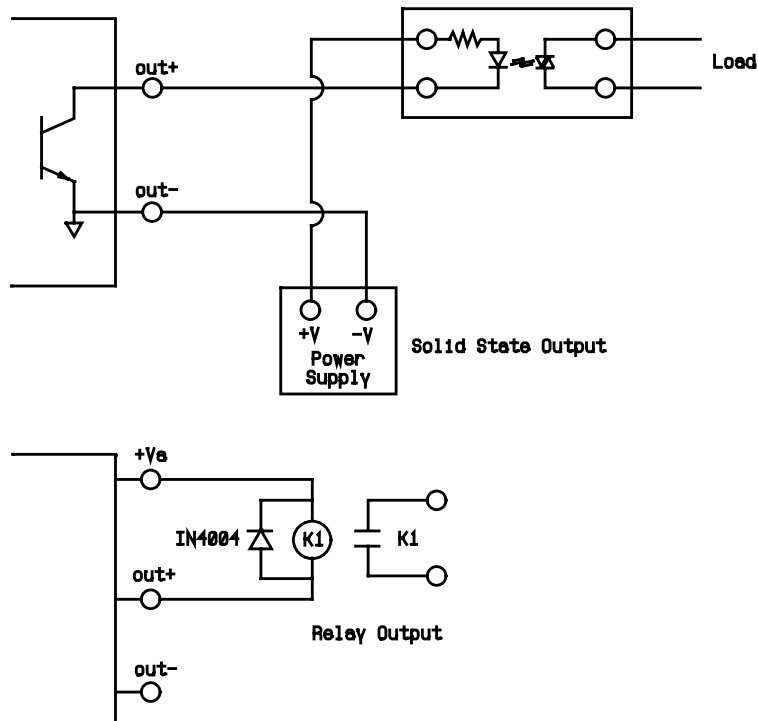 out+
Load
out-
+V -V
Power
Supply
Solid State Output
+Va
IN4004
K1
K1
out+
Relay Output
out-